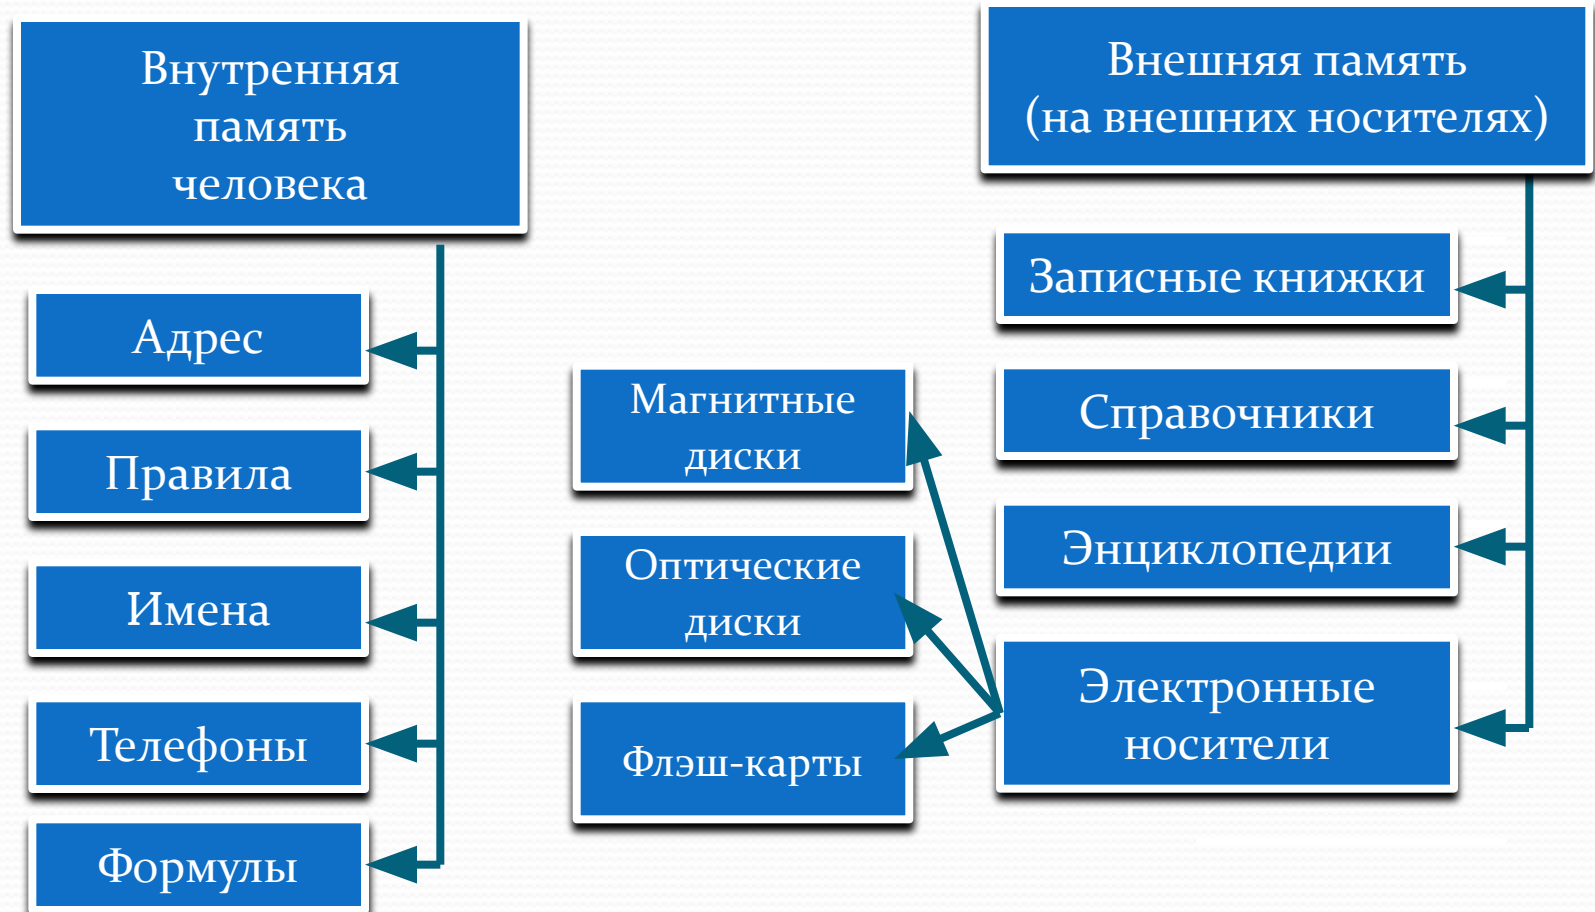 Внутренняя
память
человека
Адрес
Правила
Имена
Телефоны
Формулы
Внешняя память
(на внешних носителях)
Записные книжки
Справочники
Энциклопедии
Электронные
носители
Магнитные
диски
Оптические
диски
Флэш-карты